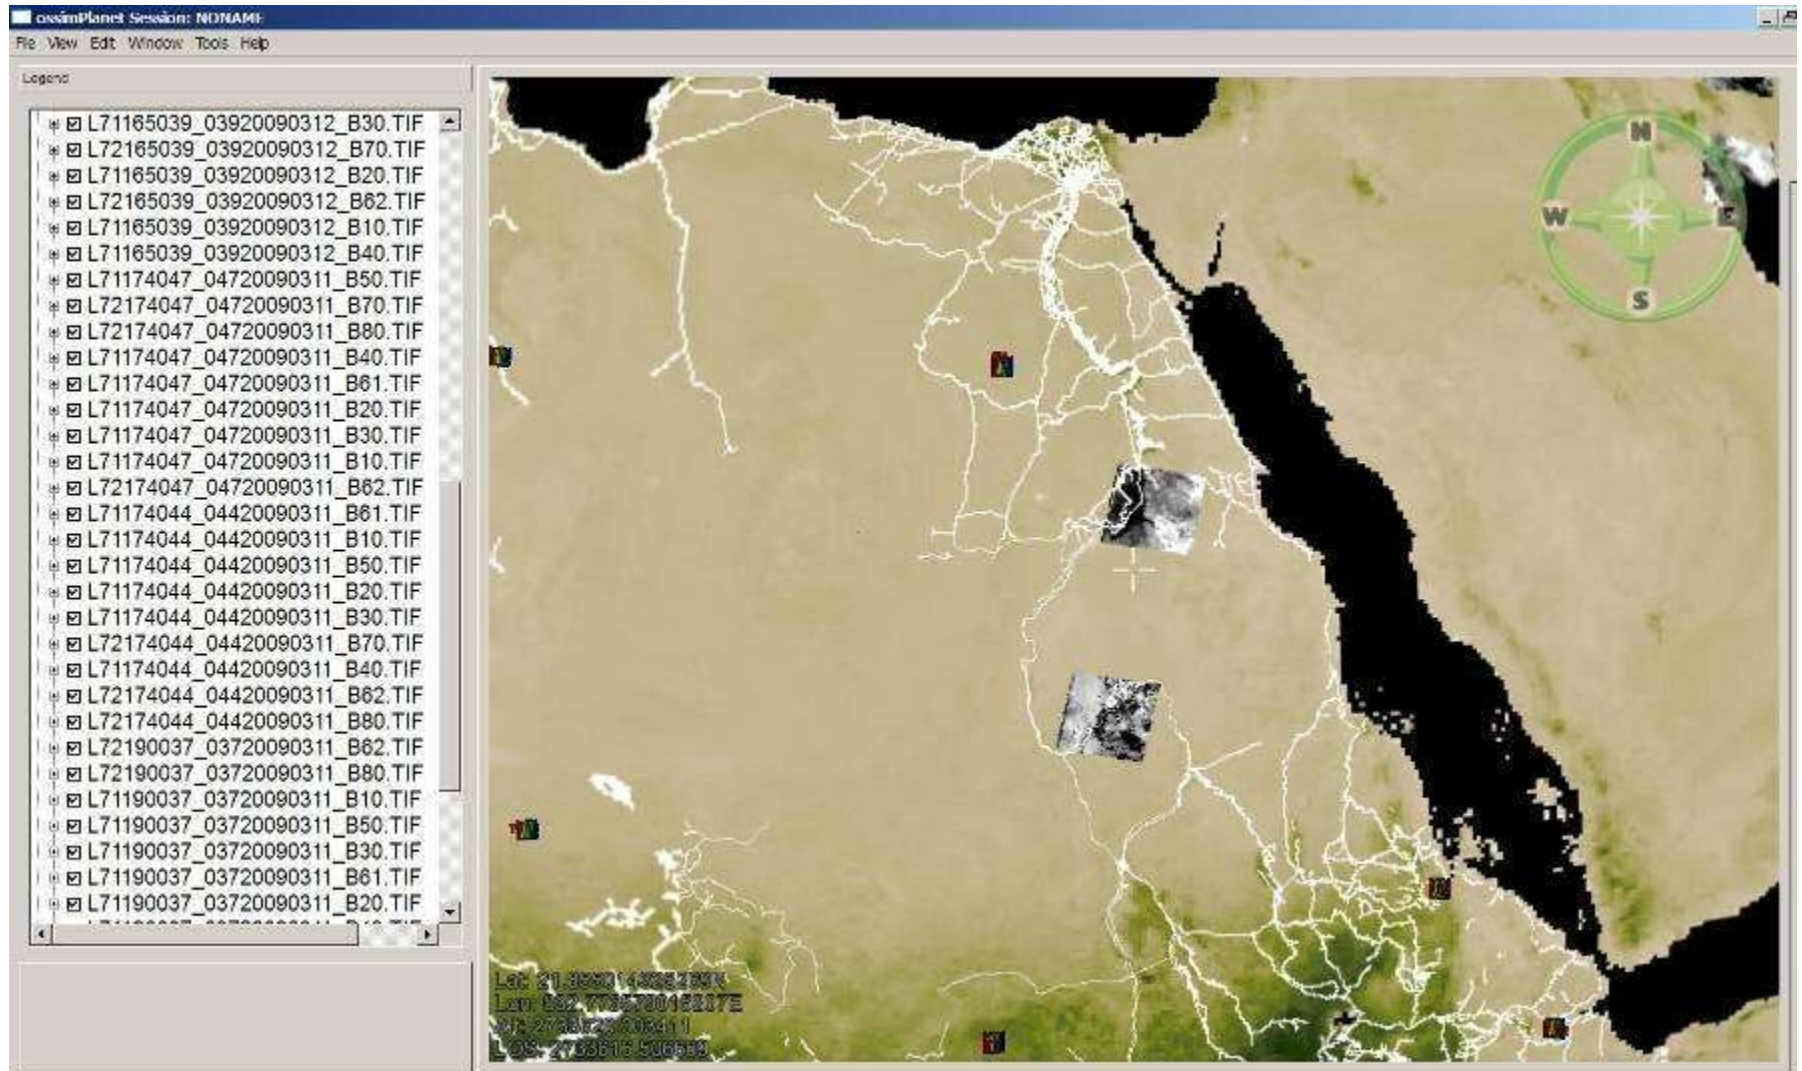 ossimPlanet Session: NONAME
File View Edit Window Tools Help
Legend
L71165039_03920090312_B30.TIF
L72165039_03920090312_B70.TIF
L71165039_03920090312_B20.TIF
L72165039_03920090312_B62.TIF
L71165039_03920090312_B10.TIF
L71165039_03920090312_B40.TIF
L71174047_04720090311_B50.TIF
L72174047_04720090311_B70.TIF
L72174047_04720090311_B80.TIF
L71174047_04720090311_B40.TIF
L71174047_04720090311_B61.TIF
L71174047_04720090311_B20.TIF
L71174047_04720090311_B30.TIF
L71174047_04720090311_B10.TIF
L72174047_04720090311_B62.TIF
L71174044_04420090311_B61.TIF
L71174044_04420090311_B10.TIF
L71174044_04420090311_B50.TIF
L71174044_04420090311_B20.TIF
L71174044_04420090311_B30.TIF
L72174044_04420090311_B70.TIF
L71174044_04420090311_B40.TIF
L72174044_04420090311_B62.TIF
L72174044_04420090311_B80.TIF
L72190037_03720090311_B62.TIF
L72190037_03720090311_B80.TIF
L71190037_03720090311_B10.TIF
L71190037_03720090311_B50.TIF
L71190037_03720090311_B30.TIF
L71190037_03720090311_B61.TIF
L71190037_03720090311_B20.TIF
N
W E
S
Lat:
Lon: